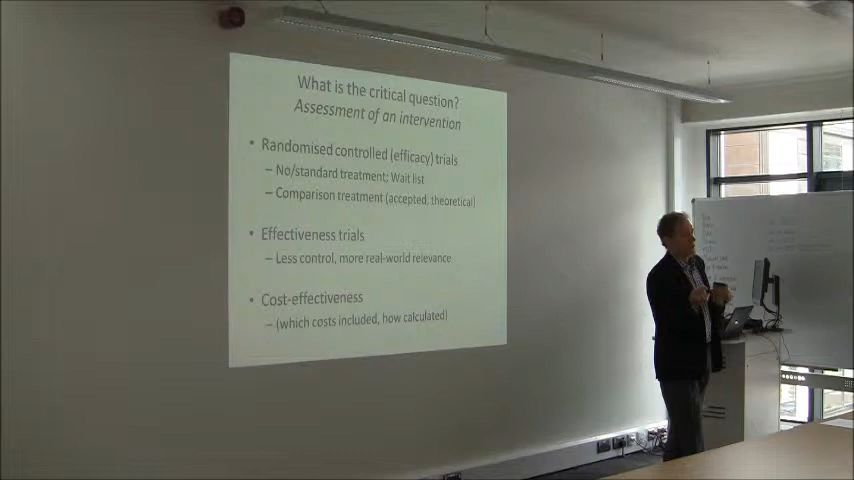 What is the critical question?
Assessment of an intervention
• Randomised controlled (efficacy) trials
– No/standard treatment; Wait list
– Comparison treatment (accepted, theoretical)
• Effectiveness trials
– Less control, more real-world relevance
• Cost-effectiveness
– (which costs included, how calculated)